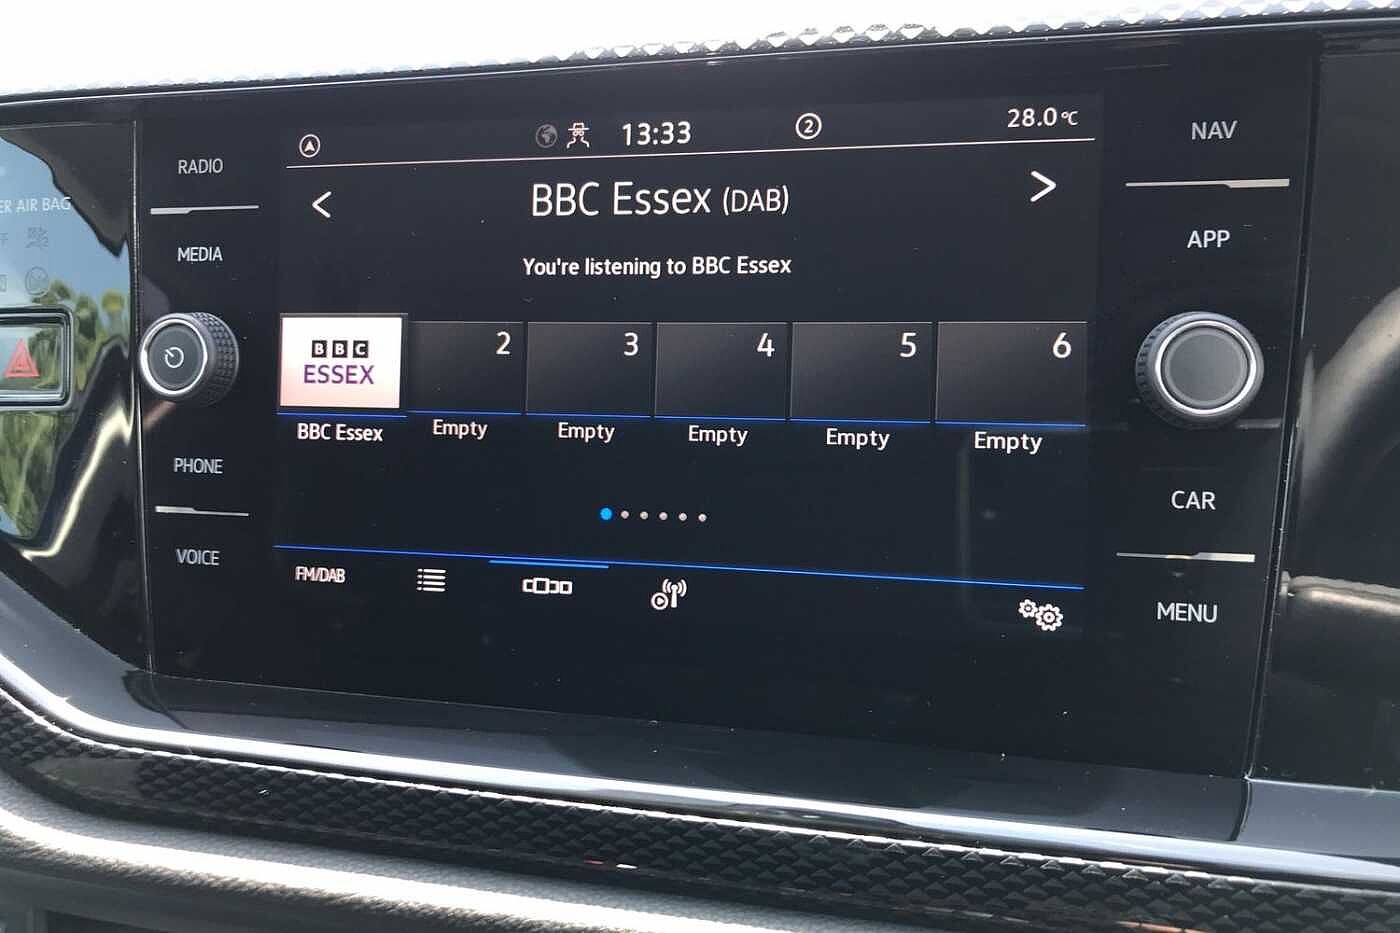 13:33
2
28.0°C
NAV
RADIO
ER AIR BAG
BBC Essex (DAB)
MEDIA
APP
You're listening to BBC Essex
BBC
ESSEX
2
3
4
5
6
BBC Essex
Empty
Empty
Empty
Empty
Empty
PHONE
CAR
VOICE
FM/DAB
MENU